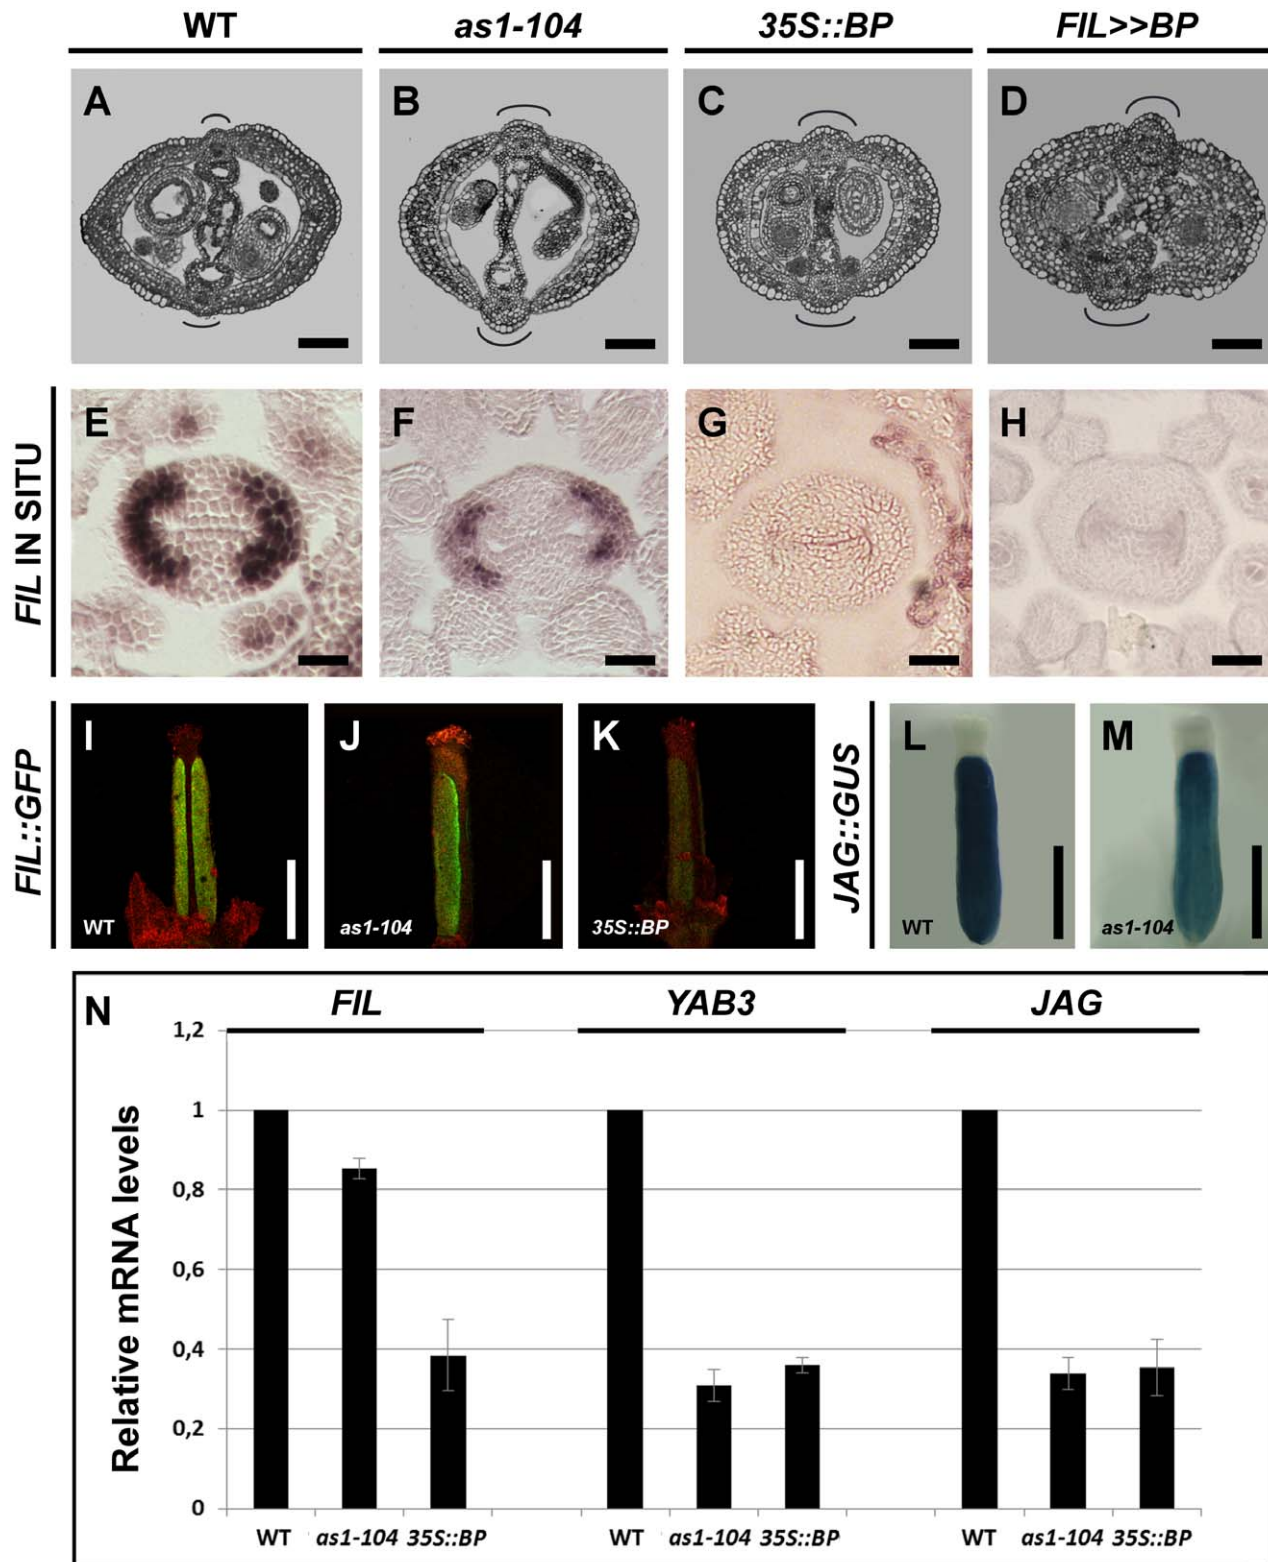 WT as1-104 35S::BP FIL>>BP
A B C D
FIL IN SITU
E F G H
FIL::GFP
I J K
WT as1-104 35S::BP
JAG::GUS
L M
WT as1-104
N
FIL YAB3 JAG
Relative mRNA levels
1,2
1
0,8
0,6
0,4
0,2
0
WT as1-104 35S::BP WT as1-104 35S::BP WT as1-104 35S::BP